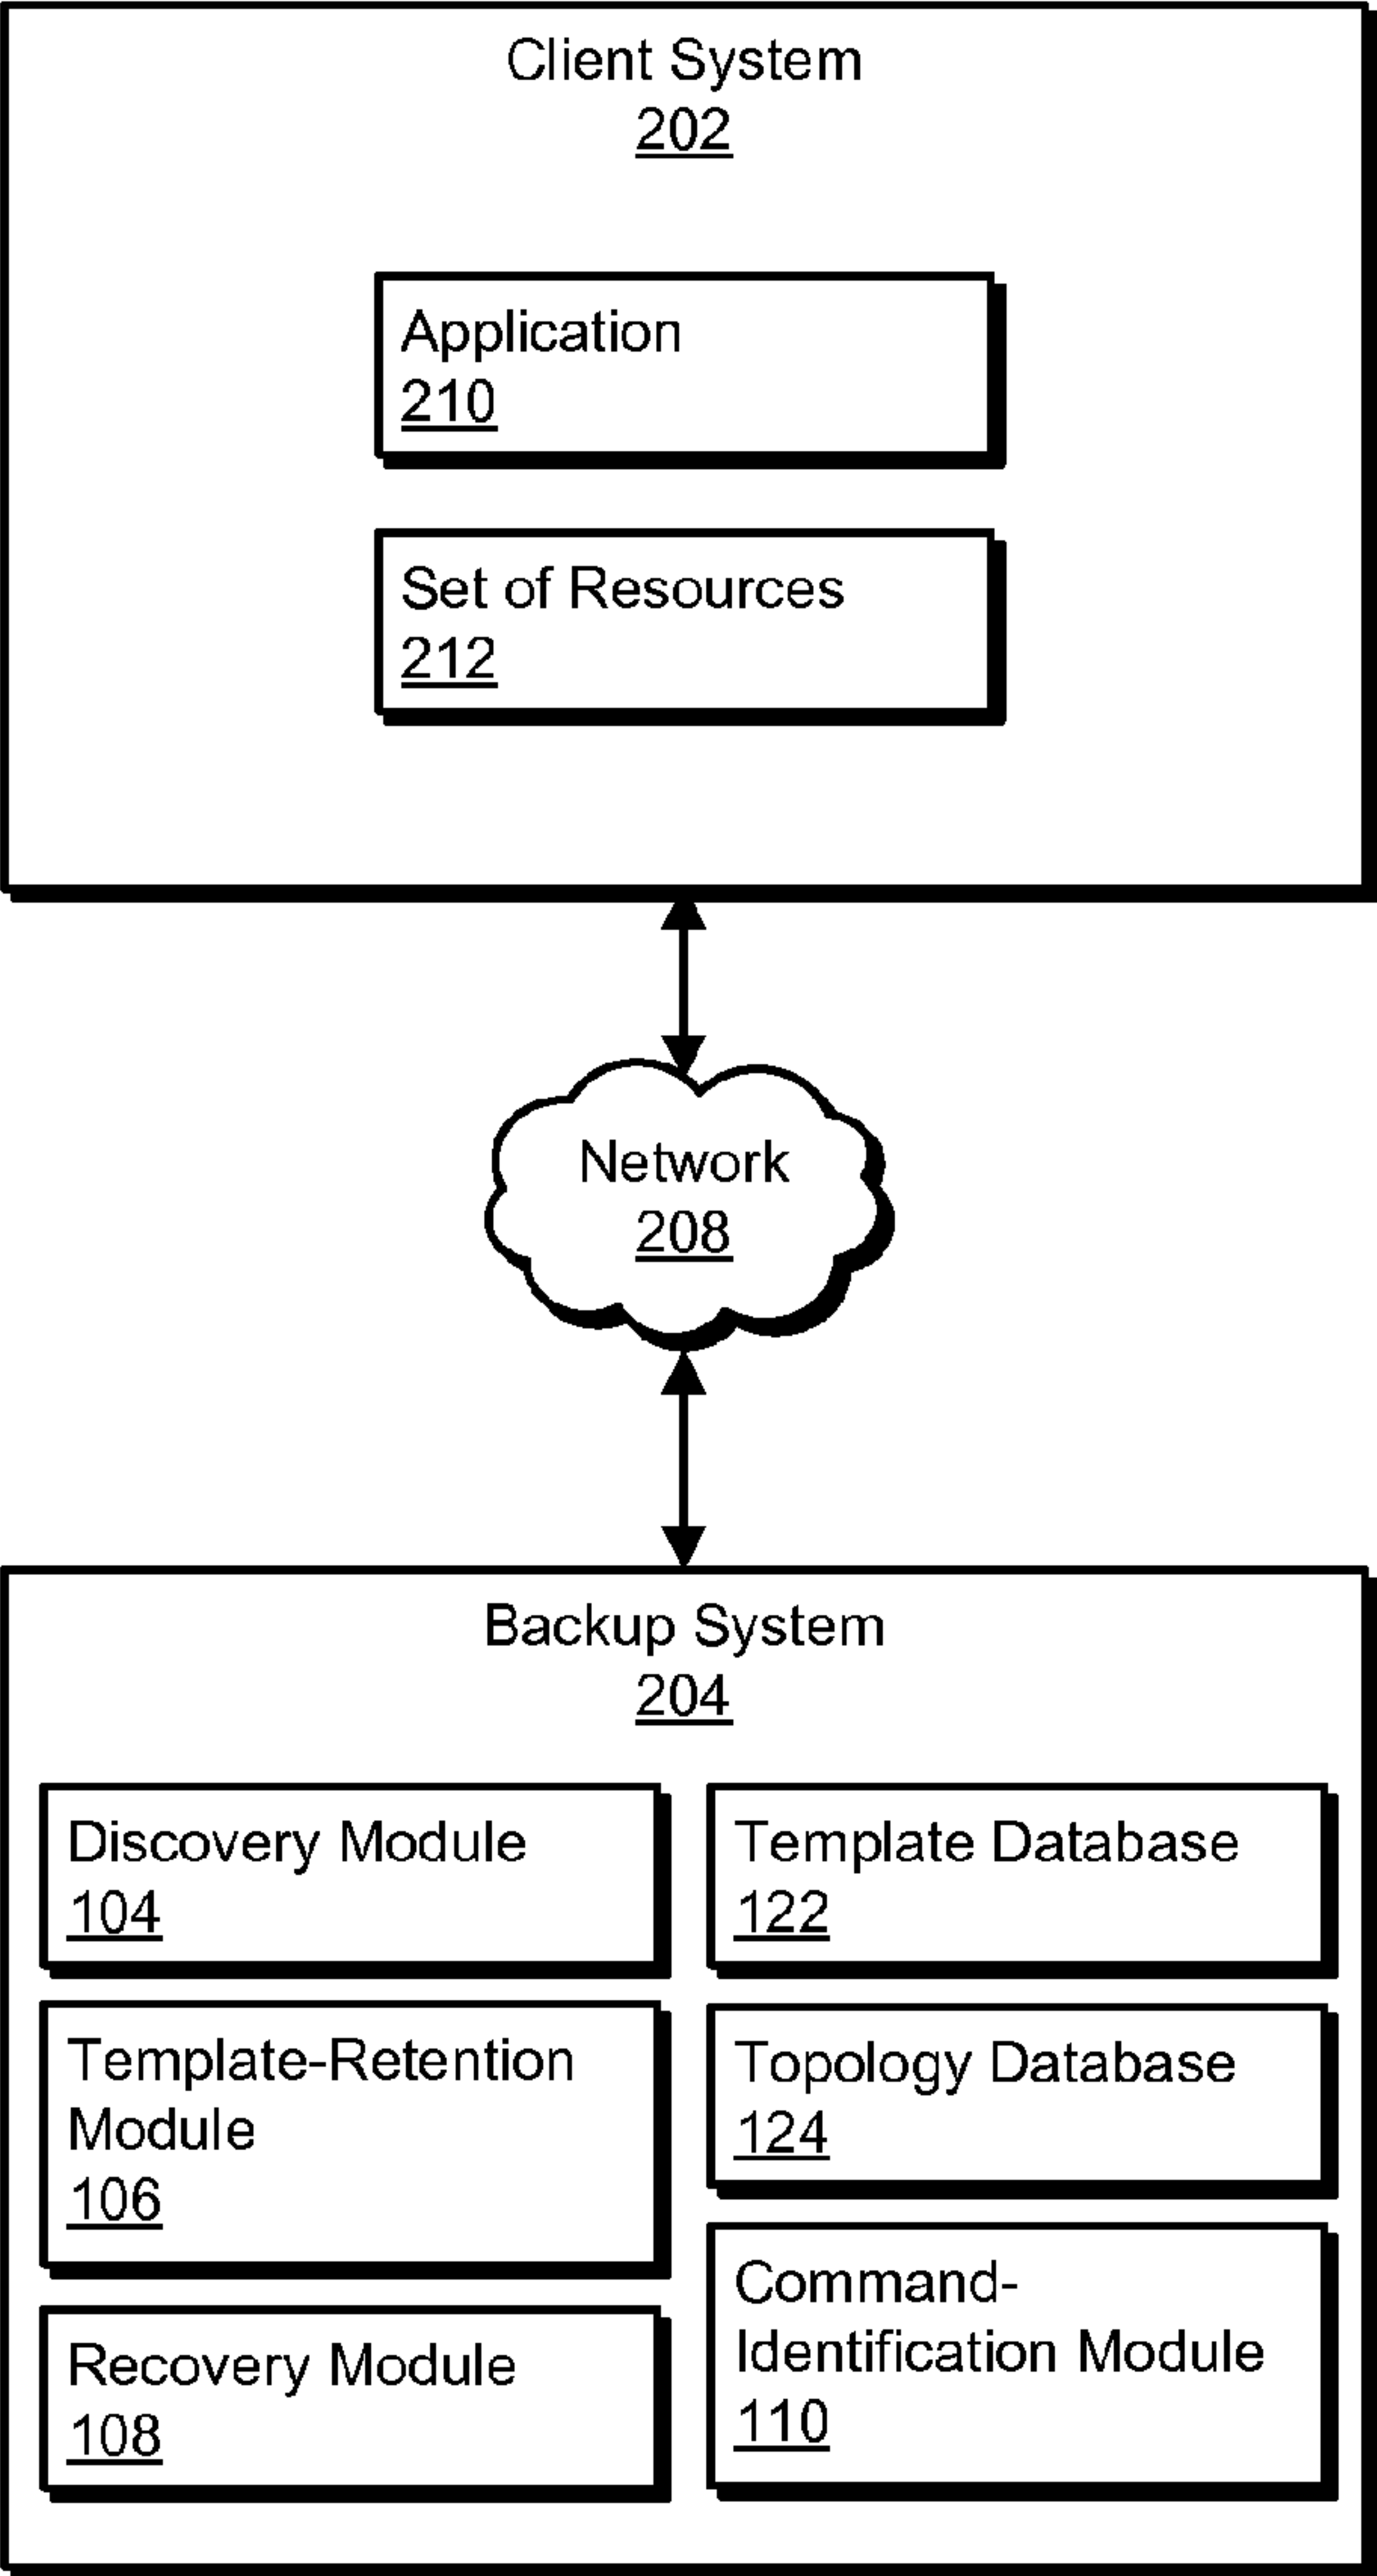 Client System
202
Application
210
Set of Resources
212
Network
208
Backup System
204
Discovery Module
104
Template-Retention
Module
106
Recovery Module
108
Template Database
122
Topology Database
124
Command-
Identification Module
110